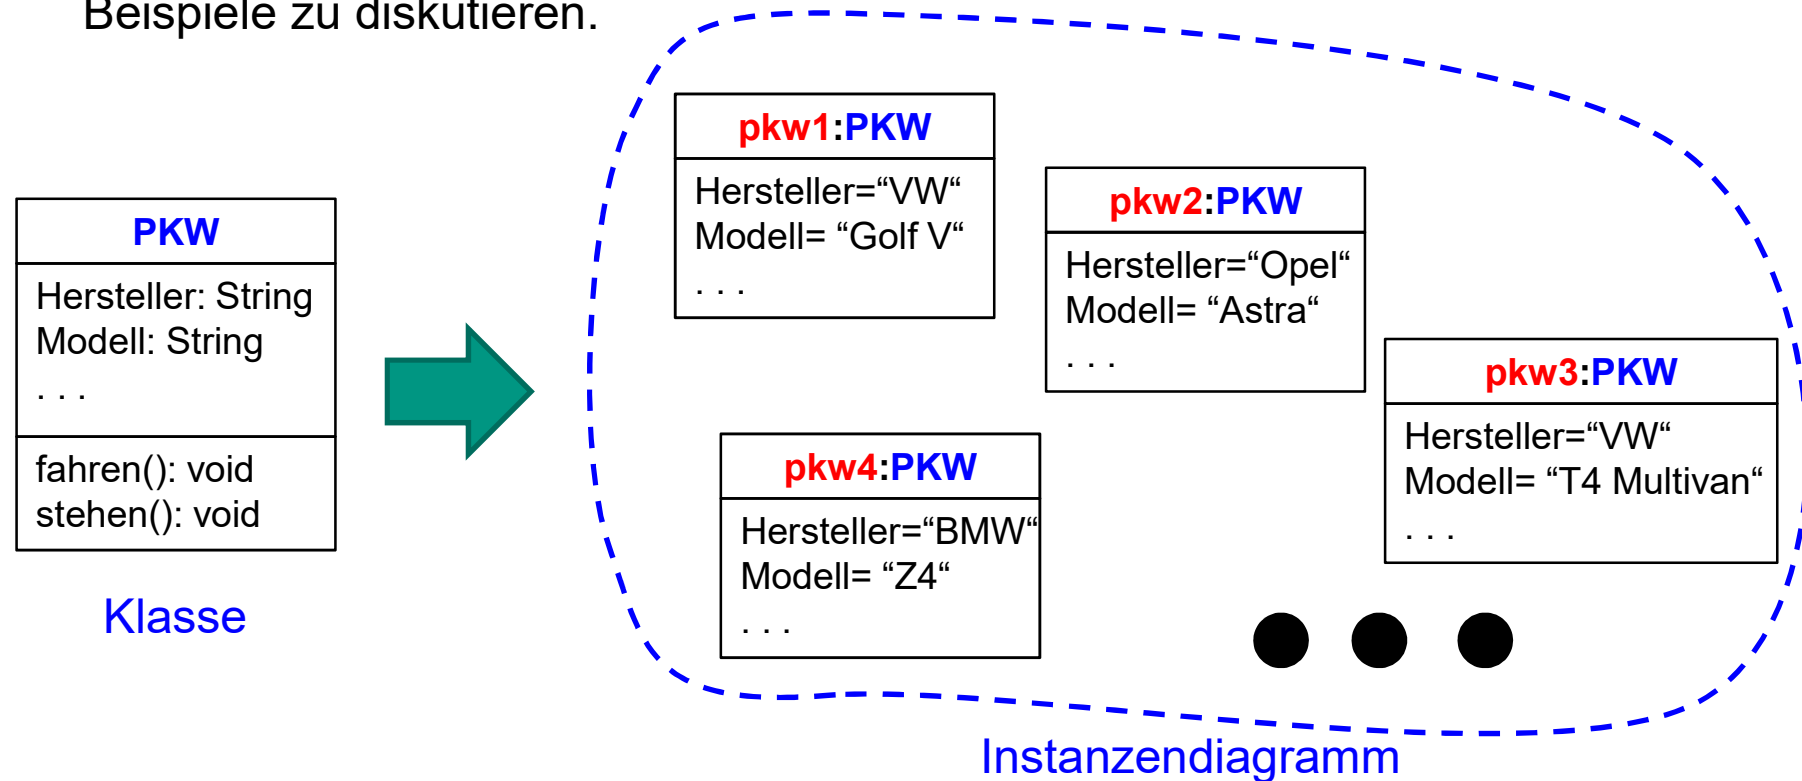 Beispiele zu diskutieren.
PKW
Hersteller: String
Modell: String
. . .
fahren(): void
stehen(): void
Klasse
pkw1:PKW
Hersteller=“VW“
Modell= “Golf V“
. . .
pkw2:PKW
Hersteller=“Opel“
Modell= “Astra“
. . .
pkw3:PKW
Hersteller=“VW“
Modell= “T4 Multivan“
. . .
pkw4:PKW
Hersteller=“BMW“
Modell= “Z4“
. . .
Instanzendiagramm